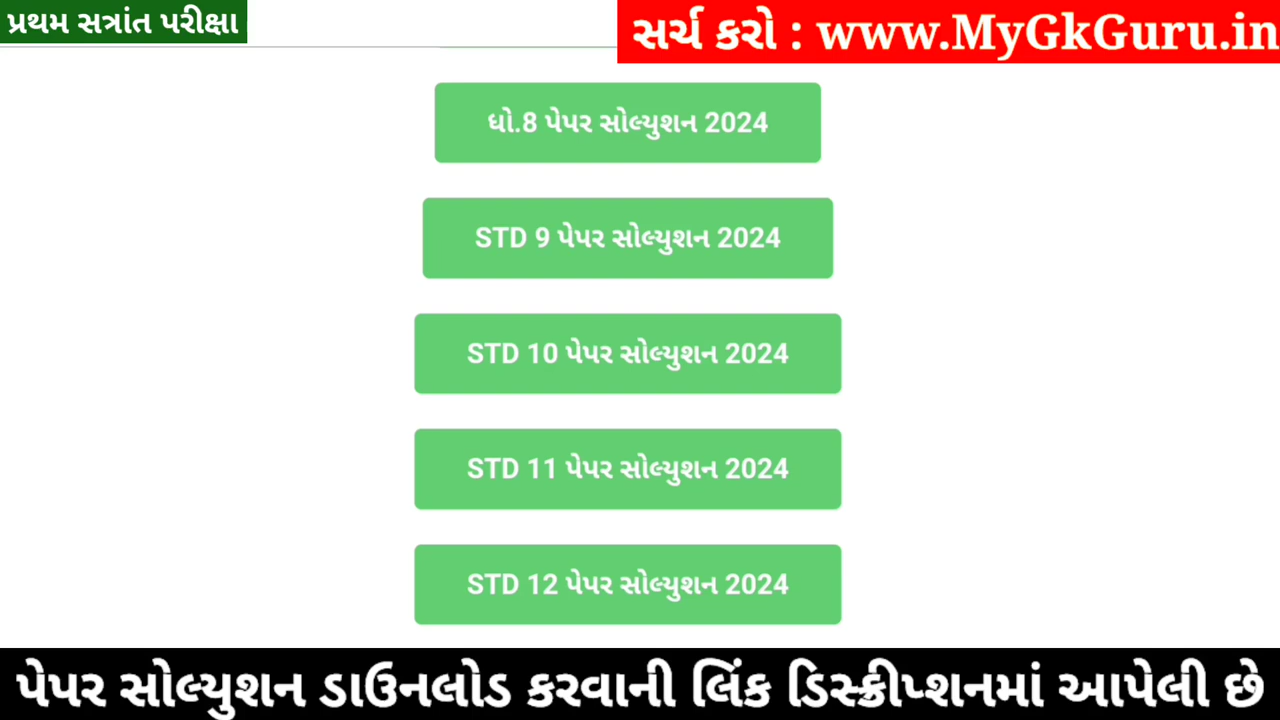 પ્રથમ સત્રાંત પરીક્ષા
સર્ચ કરો : www.MyGkGuru.in
ધો.8 પેપર સોલ્યુશન 2024
STD 9 પેપર સોલ્યુશન 2024
STD 10 પેપર સોલ્યુશન 2024
STD 11 પેપર સોલ્યુશન 2024
STD 12 પેપર સોલ્યુશન 2024
પેપર સોલ્યુશન ડાઉનલોડ કરવાની લિંક ડિસ્ક્રીપ્શનમાં આપેલી છે